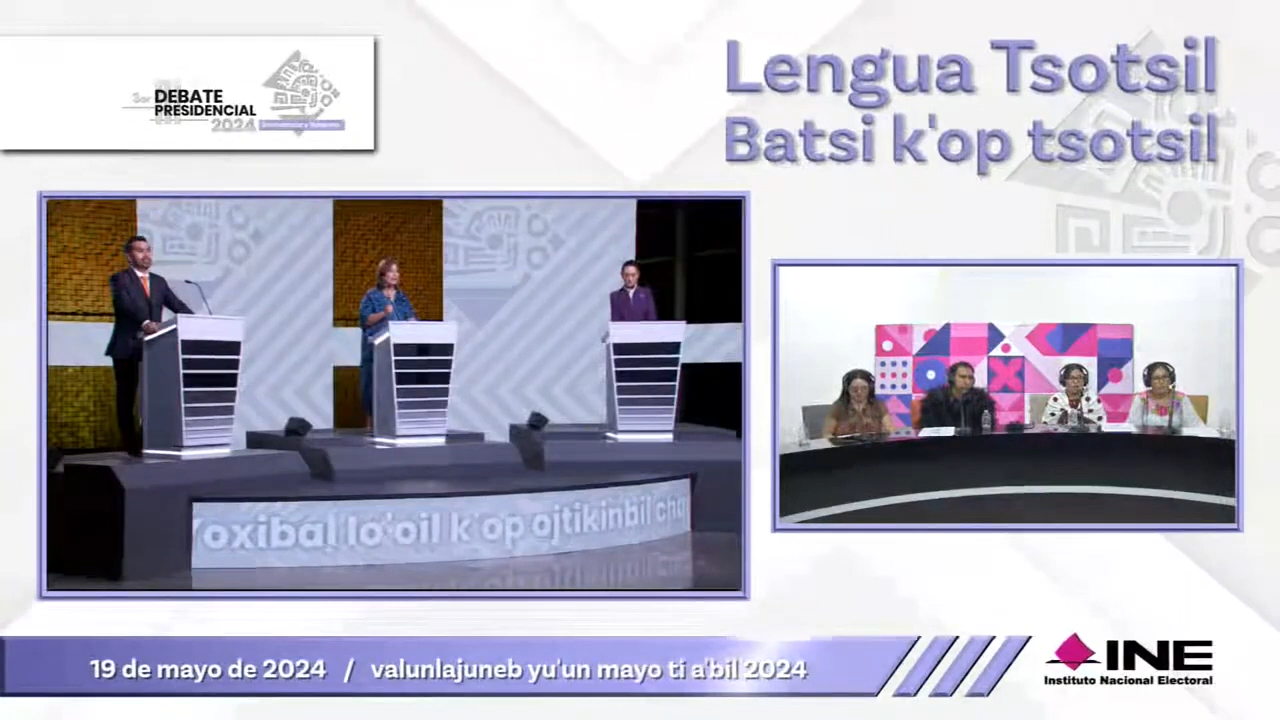 3er DEBATE
PRESIDENCIAL
2024
Lengua Tsotsil
Batsi k'op tsotsil
oxibal lo'oil k'op ojtikinbil cha
19 de mayo de 2024 / valunlajuneb yu'un mayo ti a'bil 2024
INE
Instituto Nacional Electoral